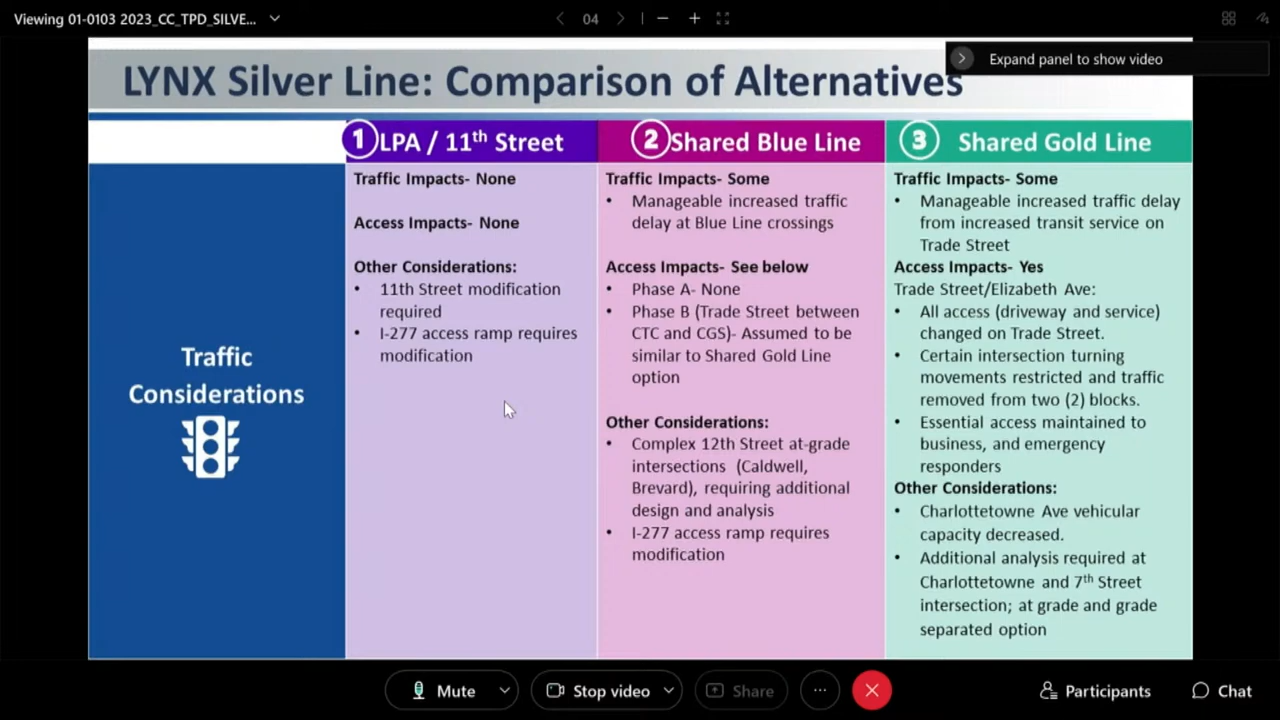 Viewing 01-0103 2023_CC_TPD_SILVE...
04
Expand panel to show video
LYNX Silver Line: Comparison of Alternatives
1 LPA / 11th Street
2 Shared Blue Line
3 Shared Gold Line
Traffic
Considerations
Traffic Impacts- None
Access Impacts- None
Other Considerations:
• 11th Street modification
required
• I-277 access ramp requires
modification
Traffic Impacts- Some
• Manageable increased traffic
delay at Blue Line crossings
Access Impacts- See below
• Phase A- None
• Phase B (Trade Street between
CTC and CGS)- Assumed to be
similar to Shared Gold Line
option
Other Considerations:
• Complex 12th Street at-grade
intersections (Caldwell,
Brevard), requiring additional
design and analysis
• I-277 access ramp requires
modification
Traffic Impacts- Some
• Manageable increased traffic delay
from increased transit service on
Trade Street
Access Impacts- Yes
Trade Street/Elizabeth Ave:
• All access (driveway and service)
changed on Trade Street.
• Certain intersection turning
movements restricted and traffic
removed from two (2) blocks.
• Essential access maintained to
business, and emergency
responders
Other Considerations:
• Charlottetowne Ave vehicular
capacity decreased.
• Additional analysis required at
Charlottetowne and 7th Street
intersection; at grade and grade
separated option
Mute
Stop video
Share
Participants
Chat